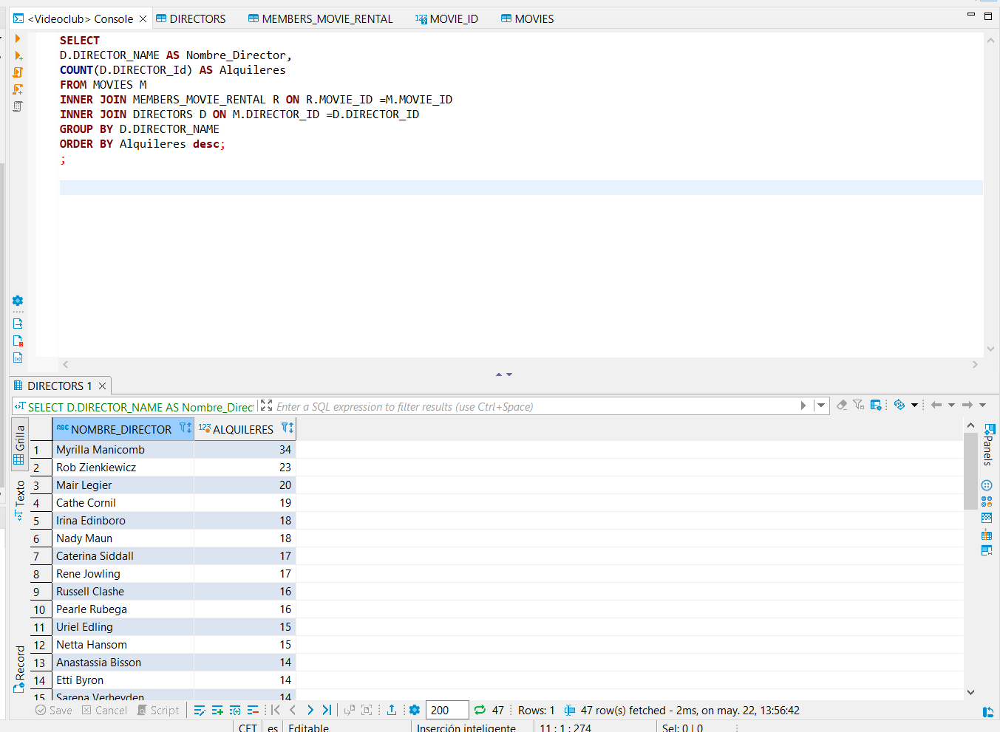 <Videoclub> Console
DIRECTORS
MEMBERS_MOVIE_RENTAL
123 MOVIE_ID
MOVIES
SELECT
D.DIRECTOR_NAME AS Nombre_Director,
COUNT(D.DIRECTOR_Id) AS Alquileres
FROM MOVIES M
INNER JOIN MEMBERS_MOVIE_RENTAL R ON R.MOVIE_ID =M.MOVIE_ID
INNER JOIN DIRECTORS D ON M.DIRECTOR_ID =D.DIRECTOR_ID
GROUP BY D.DIRECTOR_NAME
ORDER BY Alquileres desc;
;
DIRECTORS 1
SELECT D.DIRECTOR_NAME AS Nombre_Direct
Enter a SQL expression to filter results (use Ctrl+Space)
Grilla
Texto
Record
ABC NOMBRE_DIRECTOR 123 ALQUILERES
1 Myrilla Manicomb 34
2 Rob Zienkiewicz 23
3 Mair Legier 20
4 Cathe Cornil 19
5 Irina Edinboro 18
6 Nady Maun 18
7 Caterina Siddall 17
8 Rene Jowling 17
9 Russell Clashe 16
10 Pearle Rubega 16
11 Uriel Edling 15
12 Netta Hansom 15
13 Anastassia Bisson 14
14 Etti Byron 14
15 Sarena Verheyden 14
Panels
Save Cancel Script 200 47 Rows: 1 47 row(s) fetched - 2ms, on may. 22, 13:56:42
CET es Editable Inserción inteligente 11 : 1 : 274 Sel: 0 | 0